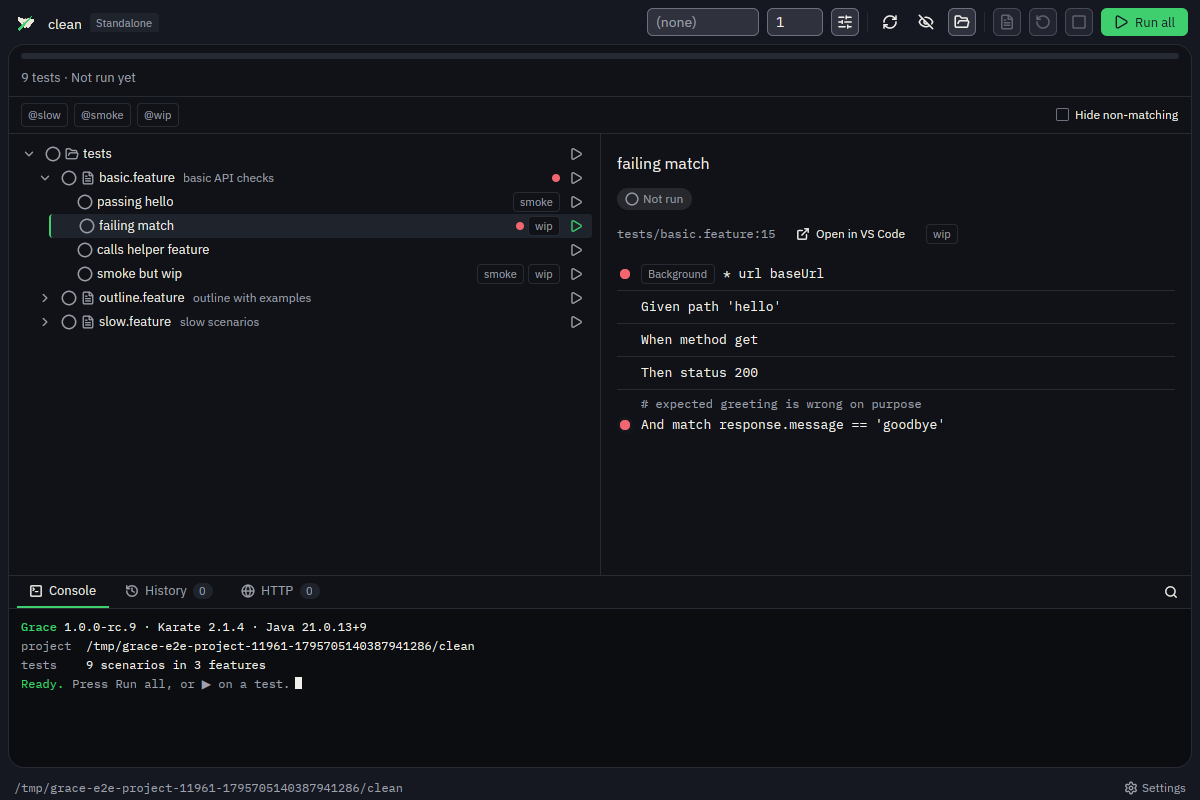 clean Standalone (none) 1 Run all
9 tests · Not run yet
@slow @smoke @wip Hide non-matching
tests
basic.feature basic API checks
passing hello smoke
failing match wip
calls helper feature
smoke but wip smoke wip
outline.feature outline with examples
slow.feature slow scenarios
failing match
Not run
tests/basic.feature:15 Open in VS Code wip
Background * url baseUrl
Given path 'hello'
When method get
Then status 200
# expected greeting is wrong on purpose
And match response.message == 'goodbye'
Console History 0 HTTP 0
Grace 1.0.0-rc.9 · Karate 2.1.4 · Java 21.0.13+9
project /tmp/grace-e2e-project-11961-1795705140387941286/clean
tests 9 scenarios in 3 features
Ready. Press Run all, or ▶ on a test.
/tmp/grace-e2e-project-11961-1795705140387941286/clean Settings